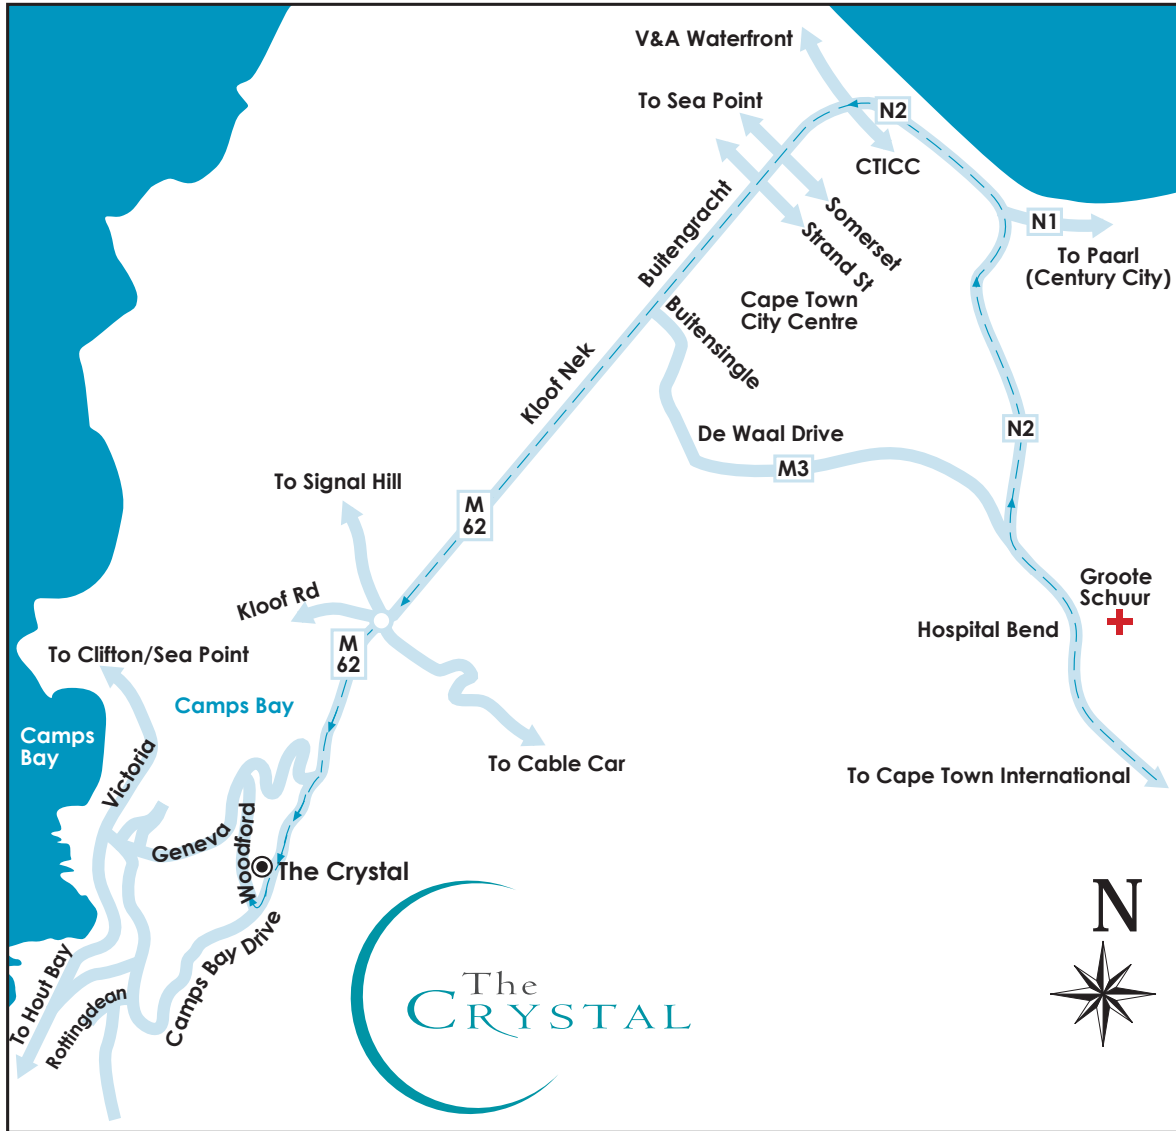 V&A Waterfront
To Sea Point
N2
CTICC
N1
To Paarl
(Century City)
Somerset
Strand St
Buitengracht
Cape Town
City Centre
Buitensingle
Kloof Nek
De Waal Drive
M3
N2
To Signal Hill
M
62
Groote
Schuur
Kloof Rd
Hospital Bend
M
62
To Clifton/Sea Point
Camps Bay
Camps
Bay
Victoria
To Cable Car
To Cape Town International
Geneva
Woodford
The Crystal
Camps Bay Drive
To Hout Bay
Rottingdean
The
CRYSTAL
N